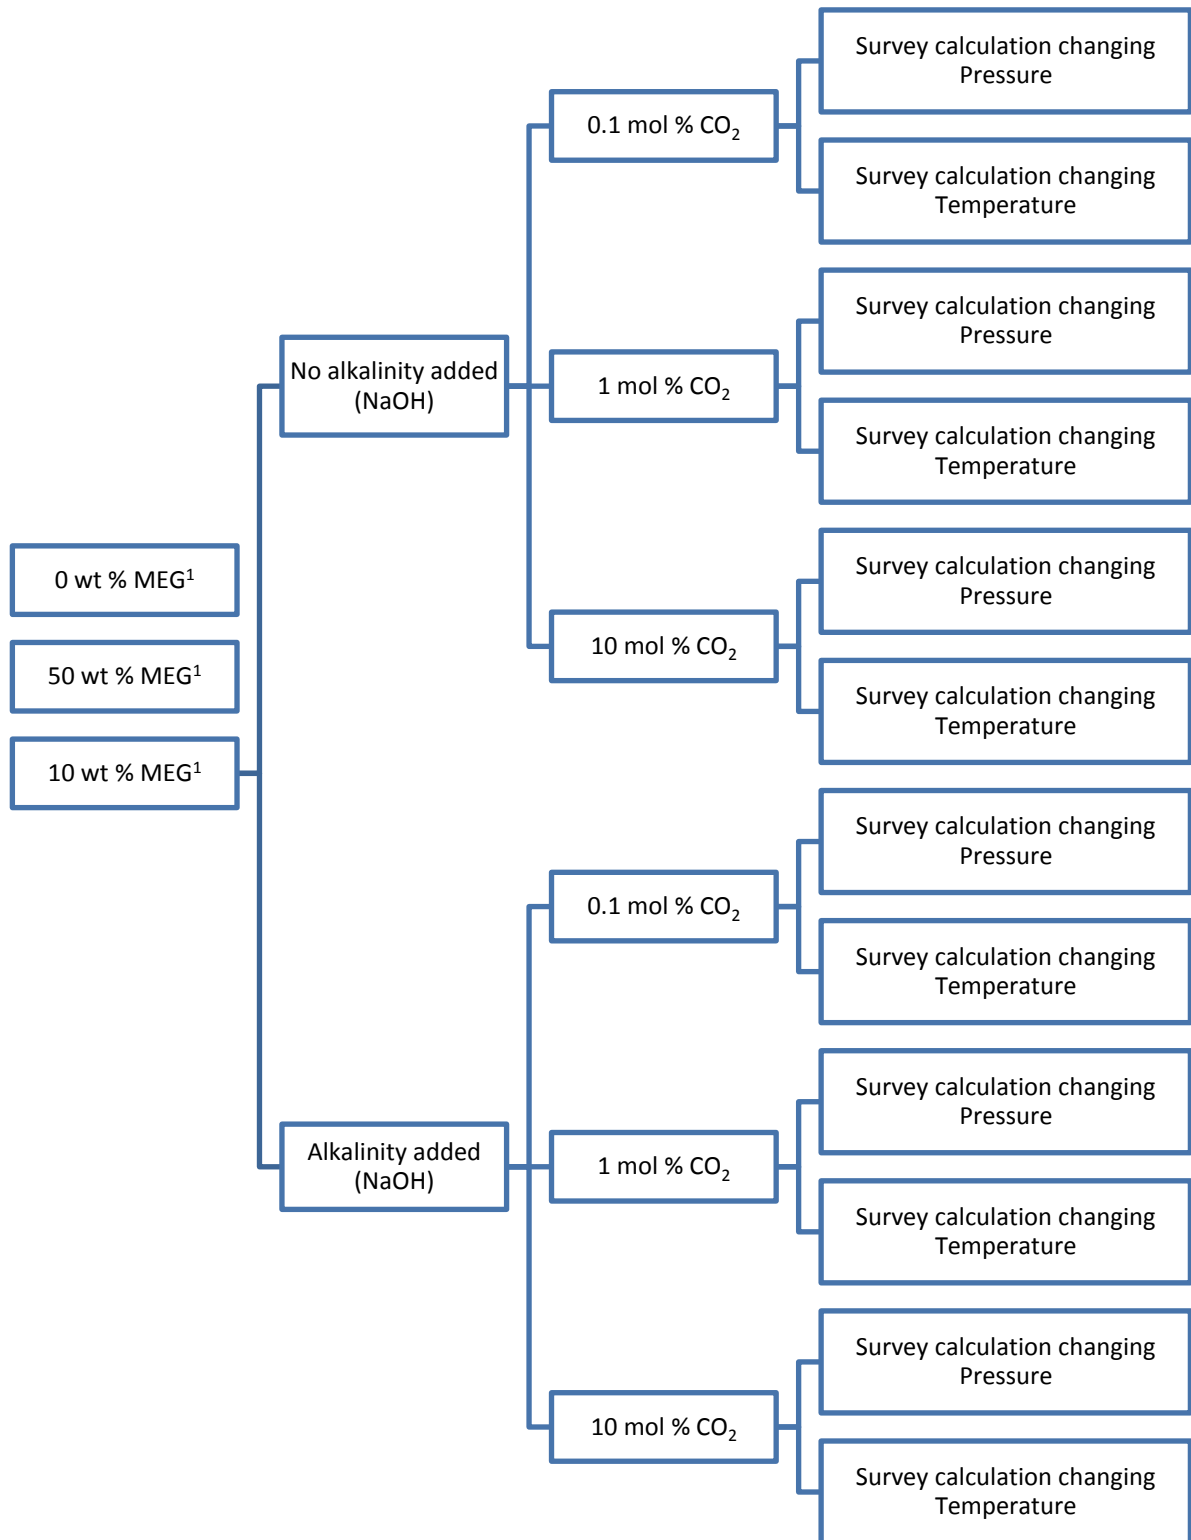 0 wt % MEG¹
50 wt % MEG¹
10 wt % MEG¹
No alkalinity added
(NaOH)
0.1 mol % CO₂
Survey calculation changing
Pressure
Survey calculation changing
Temperature
1 mol % CO₂
Survey calculation changing
Pressure
Survey calculation changing
Temperature
10 mol % CO₂
Survey calculation changing
Pressure
Survey calculation changing
Temperature
Alkalinity added
(NaOH)
0.1 mol % CO₂
Survey calculation changing
Pressure
Survey calculation changing
Temperature
1 mol % CO₂
Survey calculation changing
Pressure
Survey calculation changing
Temperature
10 mol % CO₂
Survey calculation changing
Pressure
Survey calculation changing
Temperature